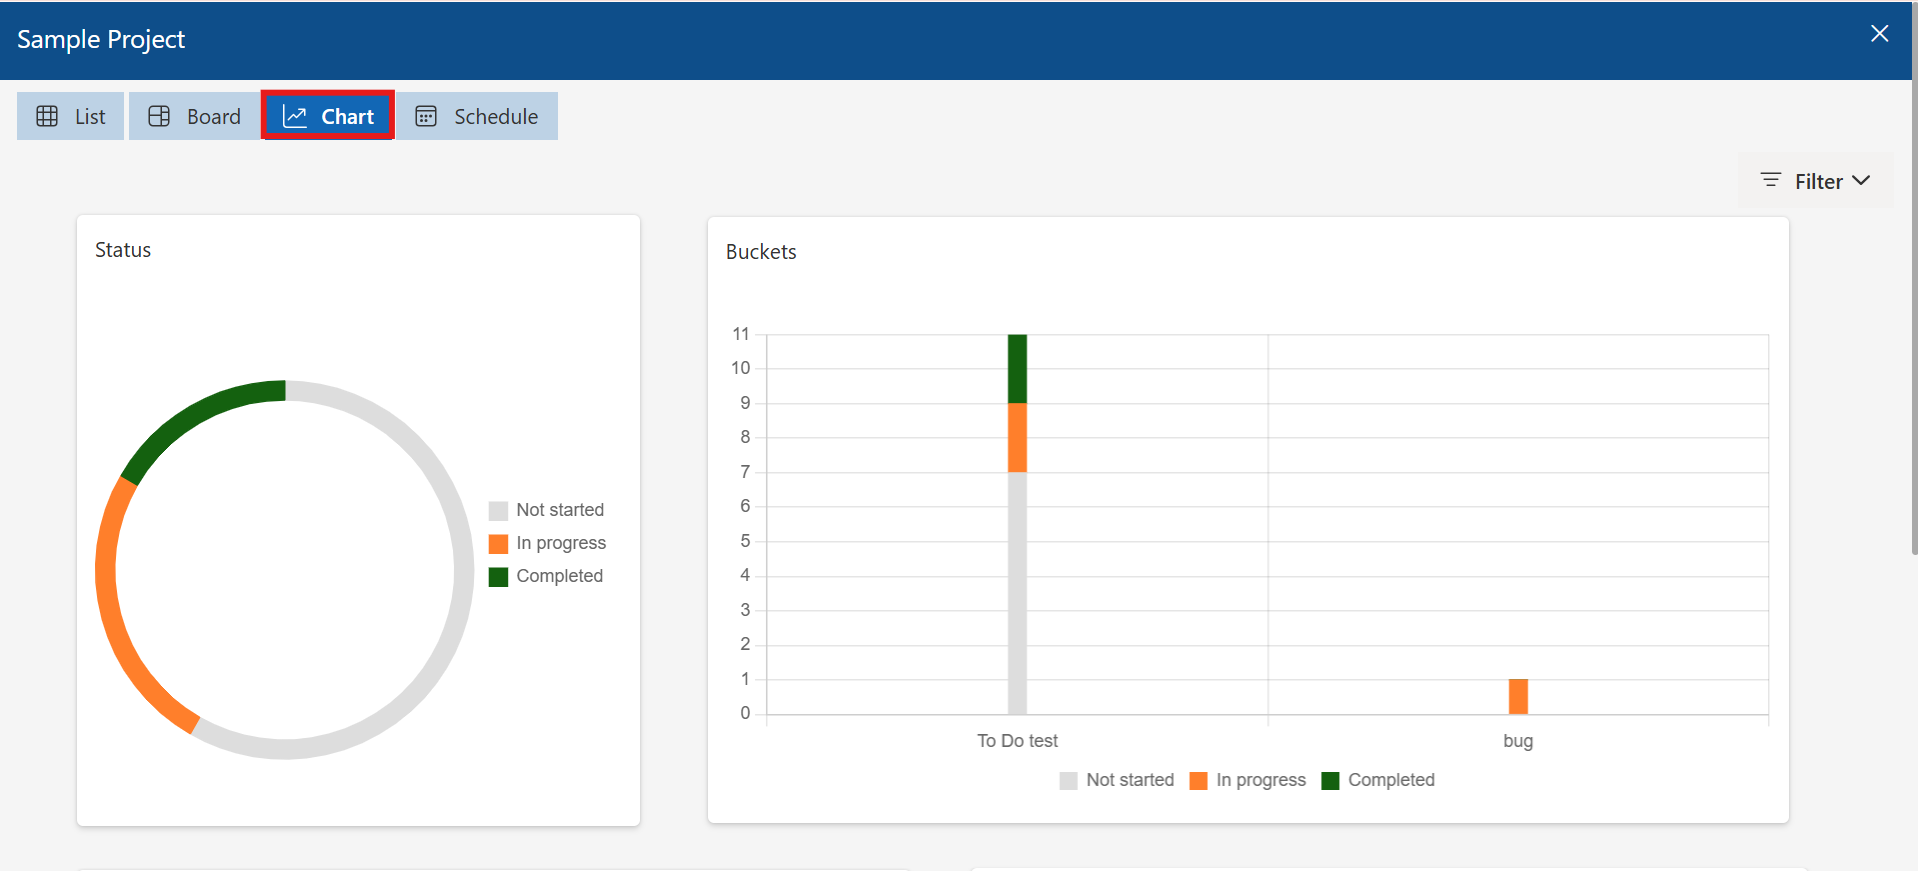 Sample Project
List
Board
Chart
Schedule
Filter
Status
Not started
In progress
Completed
Buckets
11
10
9
8
7
6
5
4
3
2
1
0
To Do test
bug
Not started
In progress
Completed